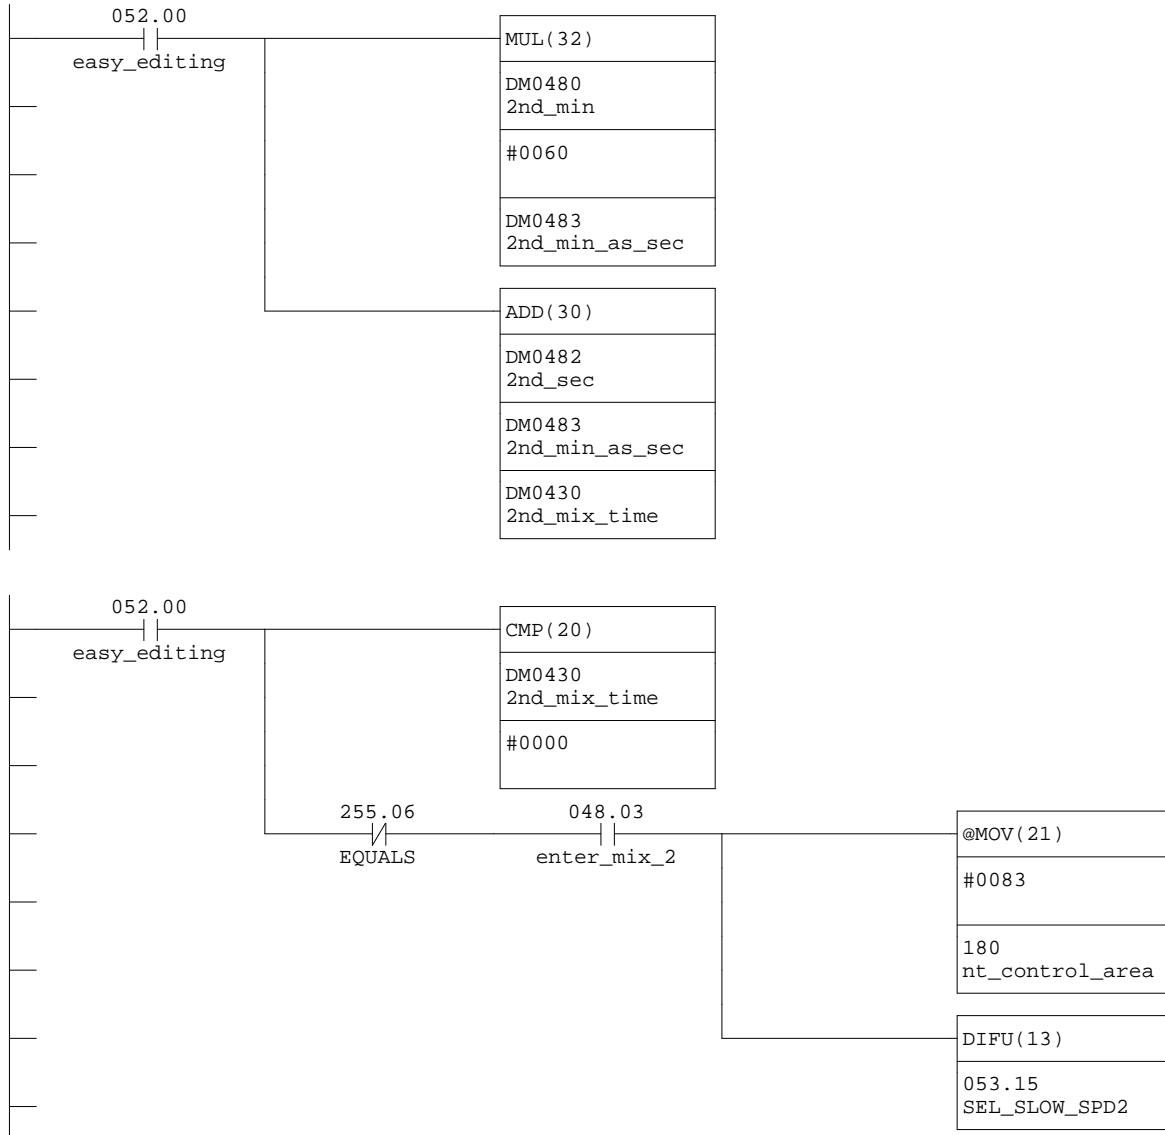 052.00
easy_editing
MUL(32)
DM0480
2nd_min
#0060
DM0483
2nd_min_as_sec
ADD(30)
DM0482
2nd_sec
DM0483
2nd_min_as_sec
DM0430
2nd_mix_time
052.00
easy_editing
CMP(20)
DM0430
2nd_mix_time
#0000
255.06
EQUALS
048.03
enter_mix_2
@MOV(21)
#0083
180
nt_control_area
DIFU(13)
053.15
SEL_SLOW_SPD2